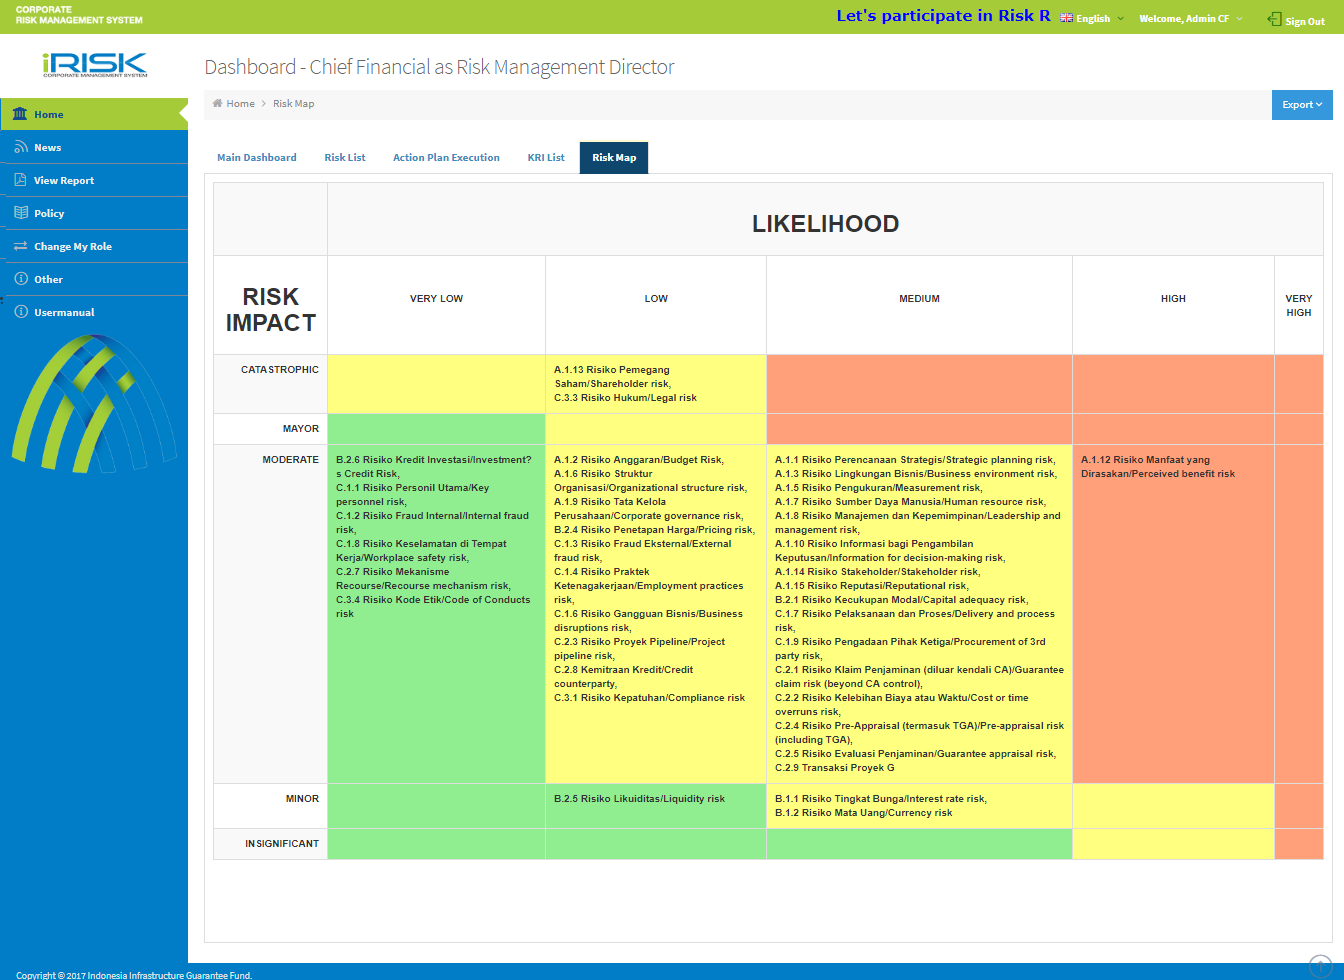 CORPORATE
RISK MANAGEMENT SYSTEM
Let's participate in Risk R
English
Welcome, Admin CF
Sign Out
iRISK
CORPORATE MANAGEMENT SYSTEM
Dashboard - Chief Financial as Risk Management Director
Home
Risk Map
Export
Home
News
View Report
Policy
Change My Role
Other
Usermanual
Main Dashboard
Risk List
Action Plan Execution
KRI List
Risk Map
LIKELIHOOD
RISK
IMPACT
VERY LOW
LOW
MEDIUM
HIGH
VERY
HIGH
CATASTROPHIC
A.1.13 Risiko Pemegang
Saham/Shareholder risk,
C.3.3 Risiko Hukum/Legal risk
MAYOR
MODERATE
B.2.6 Risiko Kredit Investasi/Investment?
s Credit Risk,
C.1.1 Risiko Personil Utama/Key
personnel risk,
C.1.2 Risiko Fraud Internal/Internal fraud
risk,
C.1.8 Risiko Keselamatan di Tempat
Kerja/Workplace safety risk,
C.2.7 Risiko Mekanisme
Recourse/Recourse mechanism risk,
C.3.4 Risiko Kode Etik/Code of Conducts
risk
A.1.2 Risiko Anggaran/Budget Risk,
A.1.6 Risiko Struktur
Organisasi/Organizational structure risk,
A.1.9 Risiko Tata Kelola
Perusahaan/Corporate governance risk,
B.2.4 Risiko Penetapan Harga/Pricing risk,
C.1.3 Risiko Fraud Eksternal/External
fraud risk,
C.1.4 Risiko Praktek
Ketenagakerjaan/Employment practices
risk,
C.1.6 Risiko Gangguan Bisnis/Business
disruptions risk,
C.2.3 Risiko Proyek Pipeline/Project
pipeline risk,
C.2.8 Kemitraan Kredit/Credit
counterparty,
C.3.1 Risiko Kepatuhan/Compliance risk
A.1.1 Risiko Perencanaan Strategis/Strategic planning risk,
A.1.3 Risiko Lingkungan Bisnis/Business environment risk,
A.1.5 Risiko Pengukuran/Measurement risk,
A.1.7 Risiko Sumber Daya Manusia/Human resource risk,
A.1.8 Risiko Manajemen dan Kepemimpinan/Leadership and
management risk,
A.1.10 Risiko Informasi bagi Pengambilan
Keputusan/Information for decision-making risk,
A.1.14 Risiko Stakeholder/Stakeholder risk,
A.1.15 Risiko Reputasi/Reputational risk,
B.2.1 Risiko Kecukupan Modal/Capital adequacy risk,
C.1.7 Risiko Pelaksanaan dan Proses/Delivery and process
risk,
C.1.9 Risiko Pengadaan Pihak Ketiga/Procurement of 3rd
party risk,
C.2.1 Risiko Klaim Penjaminan (diluar kendali CA)/Guarantee
claim risk (beyond CA control),
C.2.2 Risiko Kelebihan Biaya atau Waktu/Cost or time
overruns risk,
C.2.4 Risiko Pre-Appraisal (termasuk TGA)/Pre-appraisal risk
(including TGA),
C.2.5 Risiko Evaluasi Penjaminan/Guarantee appraisal risk,
C.2.9 Transaksi Proyek G
A.1.12 Risiko Manfaat yang
Dirasakan/Perceived benefit risk
MINOR
B.2.5 Risiko Likuiditas/Liquidity risk
B.1.1 Risiko Tingkat Bunga/Interest rate risk,
B.1.2 Risiko Mata Uang/Currency risk
INSIGNIFICANT
Copyright © 2017 Indonesia Infrastructure Guarantee Fund.